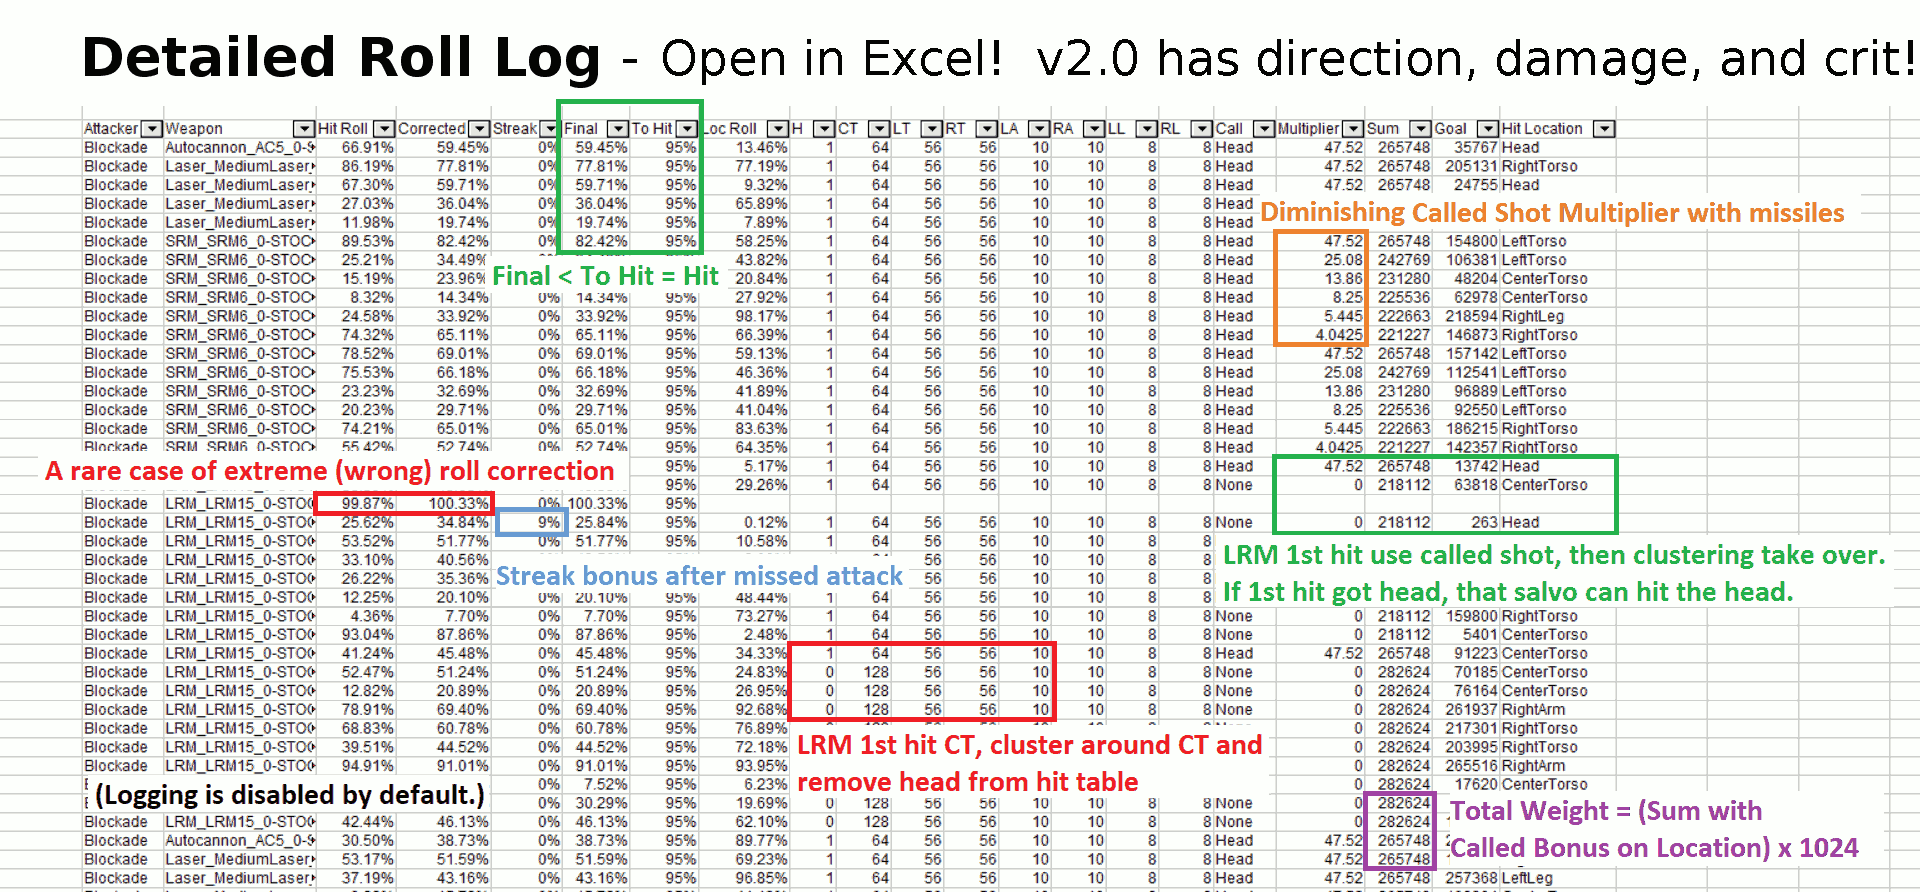 Detailed Roll Log - Open in Excel!  v2.0 has direction, damage, and crit!
Attacker Weapon Hit Roll Corrected Streak Final To Hit Loc Roll H CT LT RT LA RA LL RL Call Multiplier Sum Goal Hit Location
Blockade Autocannon_AC5_0-S 66.91% 59.45% 0% 59.45% 95% 13.46% 1 64 56 56 10 10 8 8 Head 47.52 265748 35767 Head
Blockade Laser_MediumLaser_ 86.19% 77.81% 0% 77.81% 95% 77.19% 1 64 56 56 10 10 8 8 Head 47.52 265748 205131 RightTorso
Blockade Laser_MediumLaser_ 67.30% 59.71% 0% 59.71% 95% 9.32% 1 64 56 56 10 10 8 8 Head 47.52 265748 24755 Head
Blockade Laser_MediumLaser_ 27.03% 36.04% 0% 36.04% 95% 65.89% 1 64 56 56 10 10 8 8 Head
Blockade Laser_MediumLaser_ 11.98% 19.74% 0% 19.74% 95% 7.89% 1 64 56 56 10 10 8 8 Head
Diminishing Called Shot Multiplier with missiles
Blockade SRM_SRM6_0-STOC 89.53% 82.42% 0% 82.42% 95% 58.25% 1 64 56 56 10 10 8 8 Head 47.52 265748 154800 LeftTorso
Blockade SRM_SRM6_0-STOC 25.21% 34.49% 43.82% 1 64 56 56 10 10 8 8 Head 25.08 242769 106381 LeftTorso
Blockade SRM_SRM6_0-STOC 15.19% 23.96% 20.84% 1 64 56 56 10 10 8 8 Head 13.86 231280 48204 CenterTorso
Final < To Hit = Hit
Blockade SRM_SRM6_0-STOC 8.32% 14.34% 0% 14.34% 95% 27.92% 1 64 56 56 10 10 8 8 Head 8.25 225536 62978 CenterTorso
Blockade SRM_SRM6_0-STOC 24.58% 33.92% 0% 33.92% 95% 98.17% 1 64 56 56 10 10 8 8 Head 5.445 222663 218594 RightLeg
Blockade SRM_SRM6_0-STOC 74.32% 65.11% 0% 65.11% 95% 66.39% 1 64 56 56 10 10 8 8 Head 4.0425 221227 146873 RightTorso
Blockade SRM_SRM6_0-STOC 78.52% 69.01% 0% 69.01% 95% 59.13% 1 64 56 56 10 10 8 8 Head 47.52 265748 157142 LeftTorso
Blockade SRM_SRM6_0-STOC 75.53% 66.18% 0% 66.18% 95% 46.36% 1 64 56 56 10 10 8 8 Head 25.08 242769 112541 LeftTorso
Blockade SRM_SRM6_0-STOC 23.23% 32.69% 0% 32.69% 95% 41.89% 1 64 56 56 10 10 8 8 Head 13.86 231280 96889 LeftTorso
Blockade SRM_SRM6_0-STOC 20.23% 29.71% 0% 29.71% 95% 41.04% 1 64 56 56 10 10 8 8 Head 8.25 225536 92550 LeftTorso
Blockade SRM_SRM6_0-STOC 74.21% 65.01% 0% 65.01% 95% 83.63% 1 64 56 56 10 10 8 8 Head 5.445 222663 186215 RightTorso
Blockade SRM_SRM6_0-STOC 55.42% 52.74% 0% 52.74% 95% 64.35% 1 64 56 56 10 10 8 8 Head 4.0425 221227 142357 RightTorso
A rare case of extreme (wrong) roll correction
95% 5.17% 1 64 56 56 10 10 8 8 Head 47.52 265748 13742 Head
95% 29.26% 1 64 56 56 10 10 8 8 None 0 218112 63818 CenterTorso
Blockade LRM_LRM15_0-STO 99.87% 100.33% 0% 100.33% 95%
Blockade LRM_LRM15_0-STO 25.62% 34.84% 9% 25.84% 95% 0.12% 1 64 56 56 10 10 8 8 None 0 218112 263 Head
Blockade LRM_LRM15_0-STO 53.52% 51.77% 0% 51.77% 95% 10.58% 1 64 56 56 10 10 8 8
LRM 1st hit use called shot, then clustering take over.
If 1st hit got head, that salvo can hit the head.
Blockade LRM_LRM15_0-STO 33.10% 40.56%
Blockade LRM_LRM15_0-STO 26.22% 35.36%
Streak bonus after missed attack
Blockade LRM_LRM15_0-STO 12.25% 20.10% 0% 20.10% 95% 48.44% 1 64 56 56 10 10 8 8
Blockade LRM_LRM15_0-STO 4.36% 7.70% 0% 7.70% 95% 73.27% 1 64 56 56 10 10 8 8 None 0 218112 159800 RightTorso
Blockade LRM_LRM15_0-STO 93.04% 87.86% 0% 87.86% 95% 2.48% 1 64 56 56 10 10 8 8 None 0 218112 5401 CenterTorso
Blockade LRM_LRM15_0-STO 41.24% 45.48% 0% 45.48% 95% 34.33% 1 64 56 56 10 10 8 8 Head 47.52 265748 91223 CenterTorso
Blockade LRM_LRM15_0-STO 52.47% 51.24% 0% 51.24% 95% 24.83% 0 128 56 56 10 10 8 8 None 0 282624 70185 CenterTorso
Blockade LRM_LRM15_0-STO 12.82% 20.89% 0% 20.89% 95% 26.95% 0 128 56 56 10 10 8 8 None 0 282624 76164 CenterTorso
Blockade LRM_LRM15_0-STO 78.91% 69.40% 0% 69.40% 95% 92.68% 0 128 56 56 10 10 8 8 None 0 282624 261937 RightArm
Blockade LRM_LRM15_0-STO 68.83% 60.78% 0% 60.78% 95% 76.89% 0 282624 217301 RightTorso
Blockade LRM_LRM15_0-STO 39.51% 44.52% 0% 44.52% 95% 72.18% 0 282624 203995 RightTorso
Blockade LRM_LRM15_0-STO 94.91% 91.01% 0% 91.01% 95% 93.95% 0 282624 265516 RightArm
LRM 1st hit CT, cluster around CT and
remove head from hit table
0% 7.52% 95% 6.23% 0 282624 17620 CenterTorso
(Logging is disabled by default.)
0% 30.29% 95% 19.69% 0 128 56 56 10 10 8 8 None 0 282624
Blockade LRM_LRM15_0-STO 42.44% 46.13% 0% 46.13% 95% 62.10% 0 128 56 56 10 10 8 8 None 0 282624
Total Weight = (Sum with
Called Bonus on Location) x 1024
Blockade Autocannon_AC5_0-S 30.50% 38.73% 0% 38.73% 95% 89.77% 1 64 56 56 10 10 8 8 Head 47.52 265748
Blockade Laser_MediumLaser 53.17% 51.59% 0% 51.59% 95% 69.23% 1 64 56 56 10 10 8 8 Head 47.52 265748
Blockade Laser_MediumLaser 37.19% 43.16% 0% 43.16% 95% 96.85% 1 64 56 56 10 10 8 8 Head 47.52 265748 257368 LeftLeg